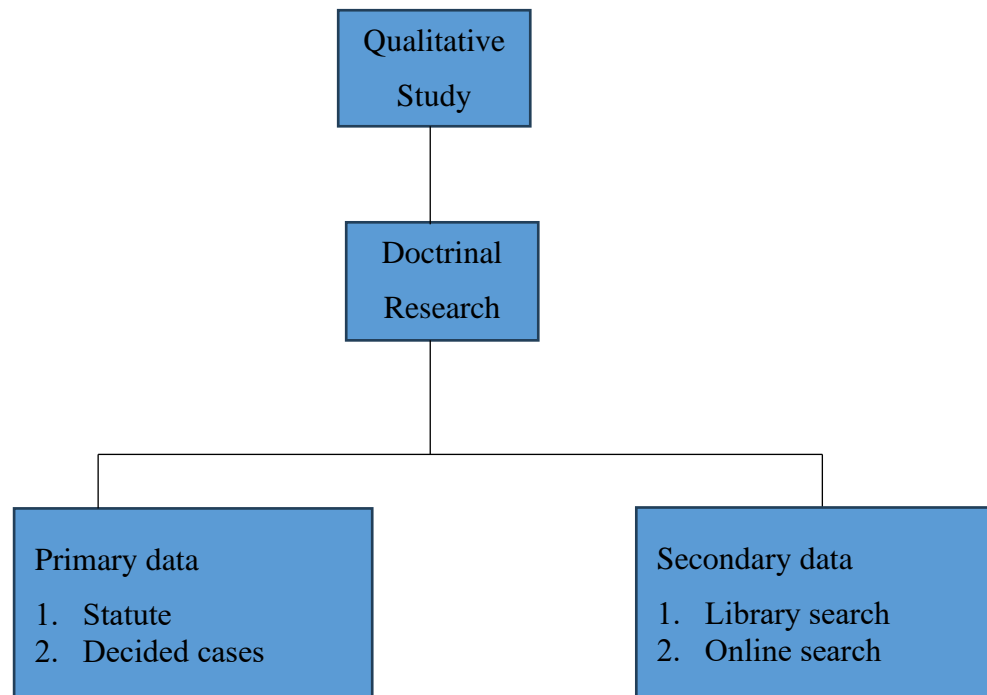 Qualitative
Study
Doctrinal
Research
Primary data
1. Statute
2. Decided cases
Secondary data
1. Library search
2. Online search